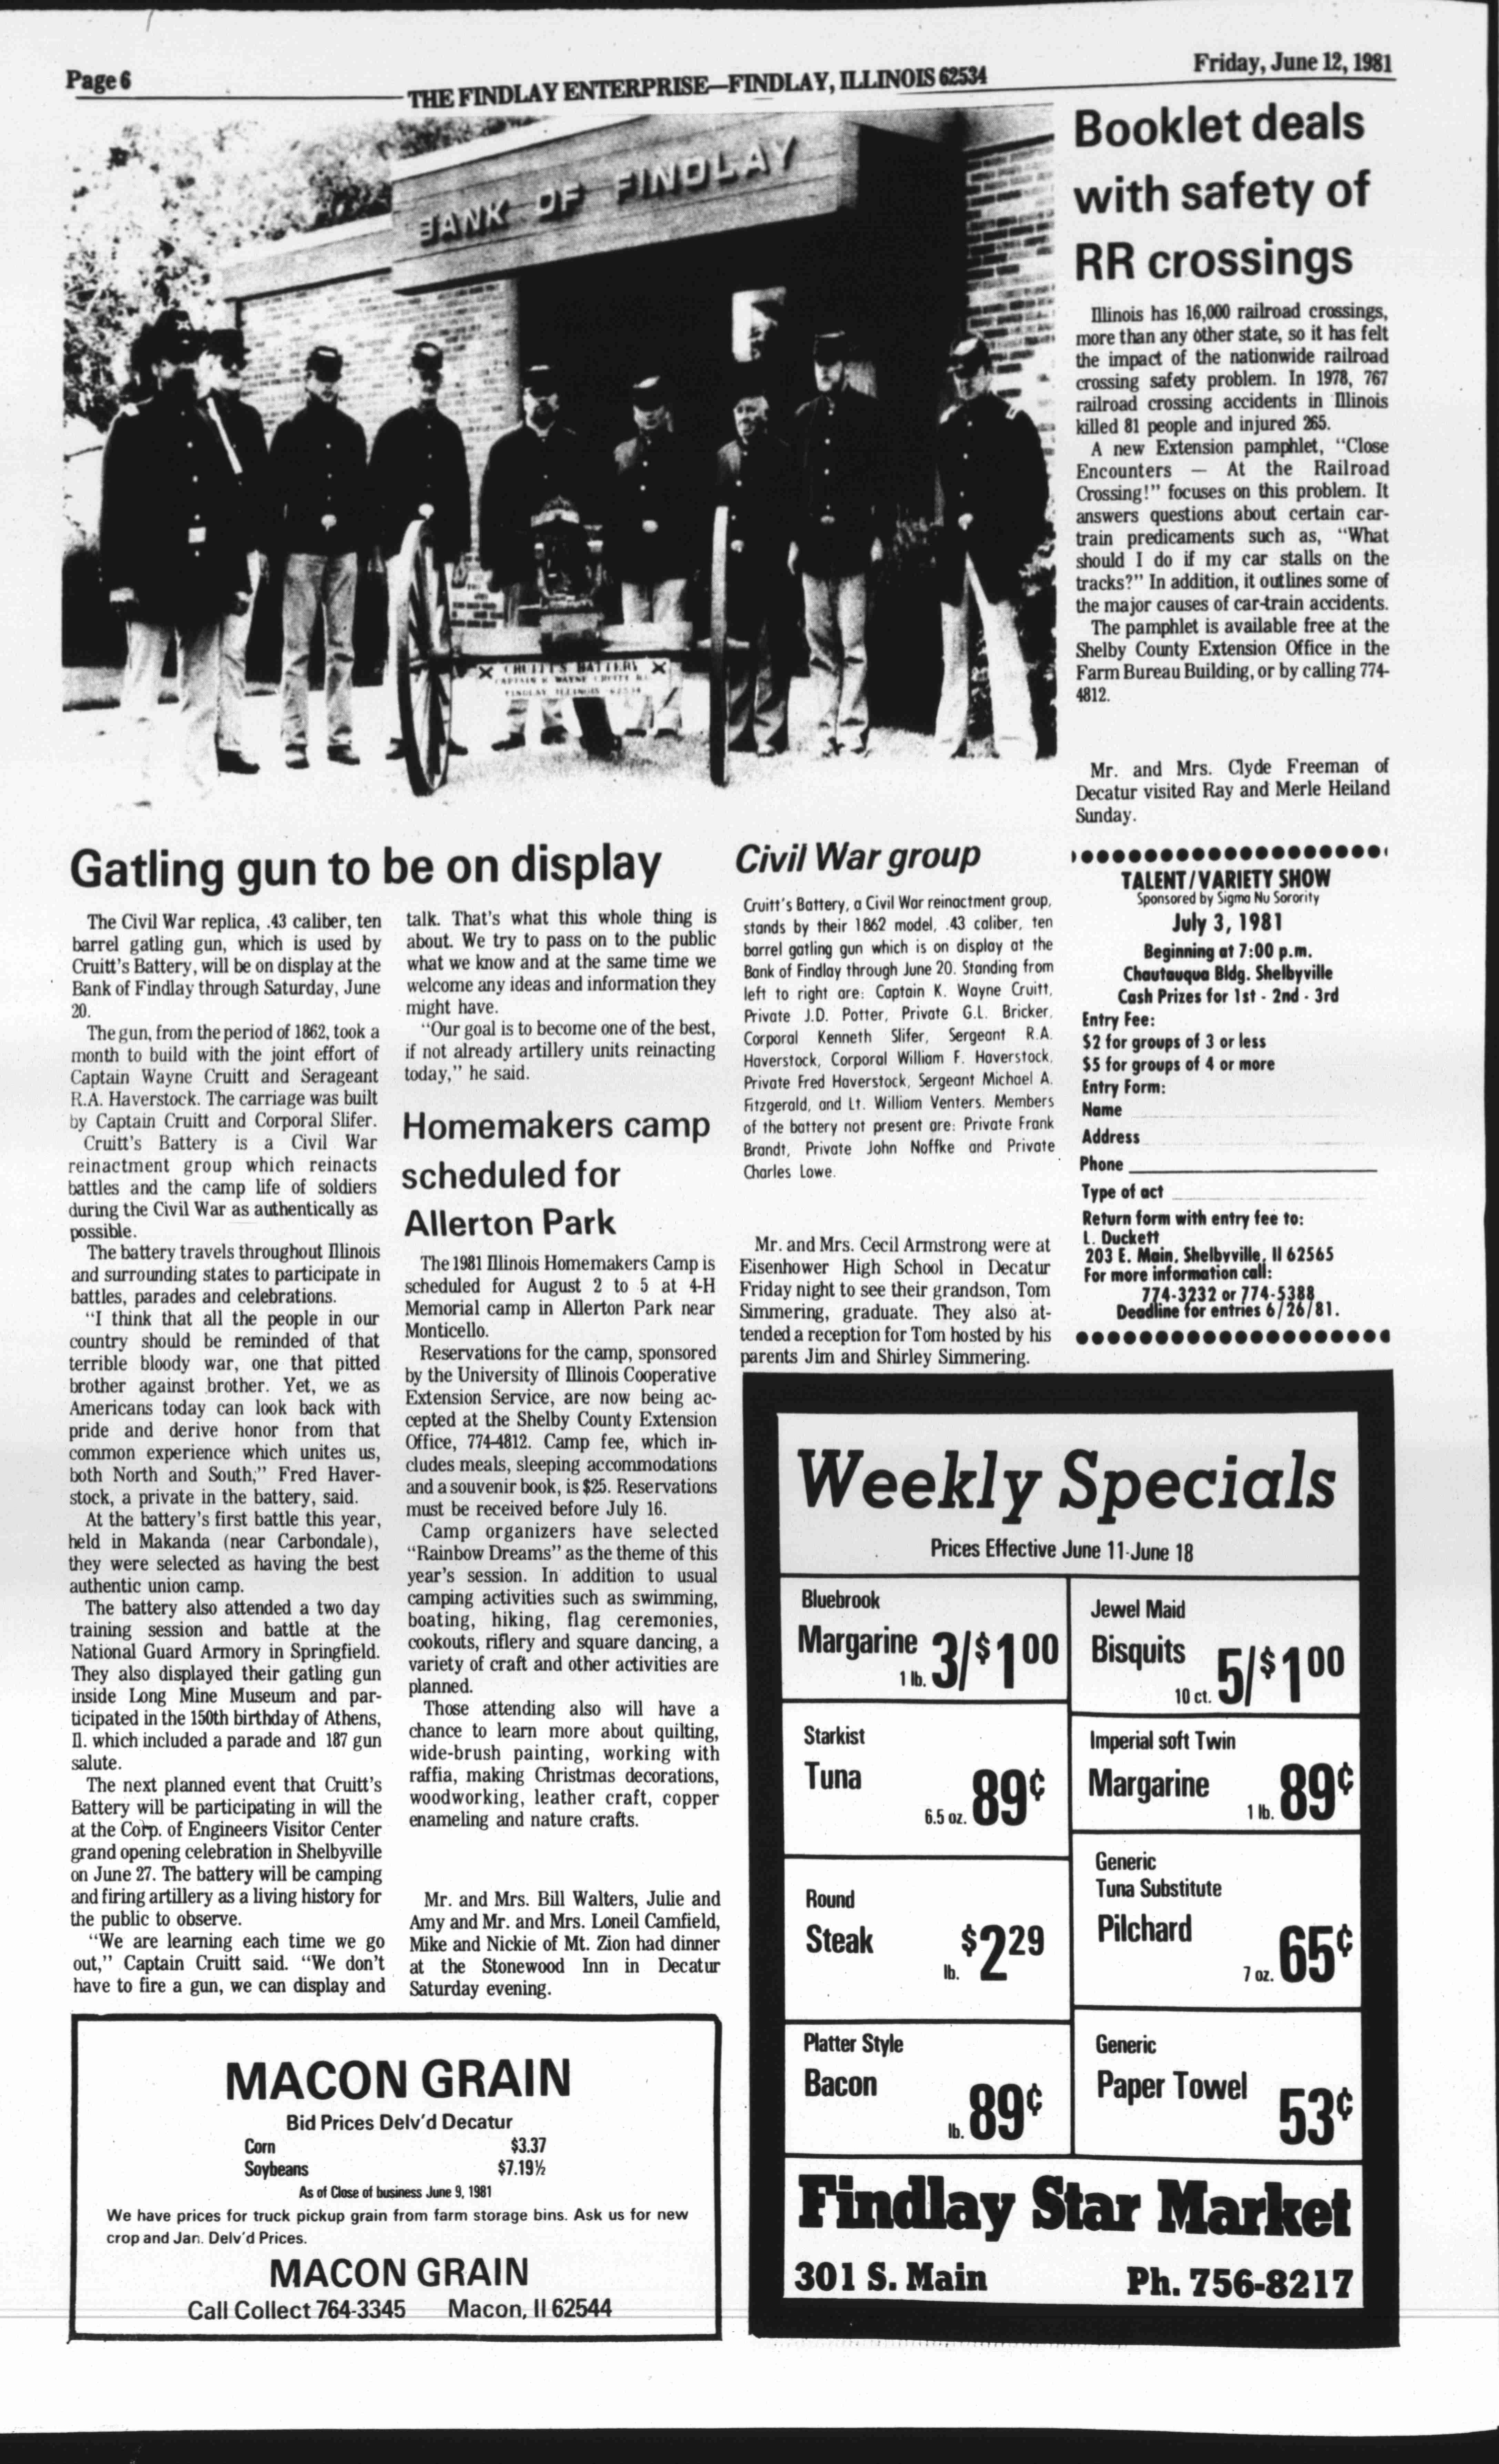 Page 6
THE FINDLAY ENTERPRISE—FINDLAY, ILLINOIS 62534
Friday, June 12, 1981
BANK OF FINDLAY
CRUITT'S BATTERY
CAPTAIN K WAYNE CRUITT
FINDLAY ILLINOIS 62534
Booklet deals
with safety of
RR crossings
Illinois has 16,000 railroad crossings,
more than any other state, so it has felt
the impact of the nationwide railroad
crossing safety problem. In 1978, 767
railroad crossing accidents in Illinois
killed 81 people and injured 265.
A new Extension pamphlet, "Close
Encounters — At the Railroad
Crossing!" focuses on this problem. It
answers questions about certain car-
train predicaments such as, "What
should I do if my car stalls on the
tracks?" In addition, it outlines some of
the major causes of car-train accidents.
The pamphlet is available free at the
Shelby County Extension Office in the
Farm Bureau Building, or by calling 774-
4812.
Mr. and Mrs. Clyde Freeman of
Decatur visited Ray and Merle Heiland
Sunday.
Gatling gun to be on display
The Civil War replica, .43 caliber, ten
barrel gatling gun, which is used by
Cruitt's Battery, will be on display at the
Bank of Findlay through Saturday, June
20.
The gun, from the period of 1862, took a
month to build with the joint effort of
Captain Wayne Cruitt and Serageant
R.A. Haverstock. The carriage was built
by Captain Cruitt and Corporal Slifer.
Cruitt's Battery is a Civil War
reinactment group which reinacts
battles and the camp life of soldiers
during the Civil War as authentically as
possible.
The battery travels throughout Illinois
and surrounding states to participate in
battles, parades and celebrations.
"I think that all the people in our
country should be reminded of that
terrible bloody war, one that pitted
brother against brother. Yet, we as
Americans today can look back with
pride and derive honor from that
common experience which unites us,
both North and South," Fred Haver-
stock, a private in the battery, said.
At the battery's first battle this year,
held in Makanda (near Carbondale),
they were selected as having the best
authentic union camp.
The battery also attended a two day
training session and battle at the
National Guard Armory in Springfield.
They also displayed their gatling gun
inside Long Mine Museum and par-
ticipated in the 150th birthday of Athens,
Il. which included a parade and 187 gun
salute.
The next planned event that Cruitt's
Battery will be participating in will the
at the Corp. of Engineers Visitor Center
grand opening celebration in Shelbyville
on June 27. The battery will be camping
and firing artillery as a living history for
the public to observe.
"We are learning each time we go
out," Captain Cruitt said. "We don't
have to fire a gun, we can display and
talk. That's what this whole thing is
about. We try to pass on to the public
what we know and at the same time we
welcome any ideas and information they
might have.
"Our goal is to become one of the best,
if not already artillery units reinacting
today," he said.
Homemakers camp
scheduled for
Allerton Park
The 1981 Illinois Homemakers Camp is
scheduled for August 2 to 5 at 4-H
Memorial camp in Allerton Park near
Monticello.
Reservations for the camp, sponsored
by the University of Illinois Cooperative
Extension Service, are now being ac-
cepted at the Shelby County Extension
Office, 774-4812. Camp fee, which in-
cludes meals, sleeping accommodations
and a souvenir book, is $25. Reservations
must be received before July 16.
Camp organizers have selected
"Rainbow Dreams" as the theme of this
year's session. In addition to usual
camping activities such as swimming,
boating, hiking, flag ceremonies,
cookouts, riflery and square dancing, a
variety of craft and other activities are
planned.
Those attending also will have a
chance to learn more about quilting,
wide-brush painting, working with
raffia, making Christmas decorations,
woodworking, leather craft, copper
enameling and nature crafts.
Mr. and Mrs. Bill Walters, Julie and
Amy and Mr. and Mrs. Loneil Camfield,
Mike and Nickie of Mt. Zion had dinner
at the Stonewood Inn in Decatur
Saturday evening.
Civil War group
Cruitt's Battery, a Civil War reinactment group,
stands by their 1862 model, .43 caliber, ten
barrel gatling gun which is on display at the
Bank of Findlay through June 20. Standing from
left to right are: Captain K. Wayne Cruitt,
Private J.D. Potter, Private G.L. Bricker,
Corporal Kenneth Slifer, Sergeant R.A.
Haverstock, Corporal William F. Haverstock,
Private Fred Haverstock, Sergeant Michael A.
Fitzgerald, and Lt. William Venters. Members
of the battery not present are: Private Frank
Brandt, Private John Noffke and Private
Charles Lowe.
Mr. and Mrs. Cecil Armstrong were at
Eisenhower High School in Decatur
Friday night to see their grandson, Tom
Simmering, graduate. They also at-
tended a reception for Tom hosted by his
parents Jim and Shirley Simmering.
TALENT/VARIETY SHOW
Sponsored by Sigma Nu Sorority
July 3, 1981
Beginning at 7:00 p.m.
Chautauqua Bldg. Shelbyville
Cash Prizes for 1st - 2nd - 3rd
Entry Fee:
$2 for groups of 3 or less
$5 for groups of 4 or more
Entry Form:
Name
Address
Phone
Type of act
Return form with entry fee to:
L. Duckett
203 E. Main, Shelbyville, Il 62565
For more information call:
774-3232 or 774-5388
Deadline for entries 6/26/81.
Weekly Specials
Prices Effective June 11-June 18
Bluebrook
Margarine
1 lb. 3/$1 00
Jewel Maid
Bisquits
10 ct. 5/$1 00
Starkist
Tuna
6.5 oz. 89¢
Imperial soft Twin
Margarine
1 lb. 89¢
Round
Steak
lb. $2 29
Generic
Tuna Substitute
Pilchard
7 oz. 65¢
Platter Style
Bacon
lb. 89¢
Generic
Paper Towel
53¢
Findlay Star Market
301 S. Main Ph. 756-8217
MACON GRAIN
Bid Prices Delv'd Decatur
Corn $3.37
Soybeans $7.19½
As of Close of business June 9, 1981
We have prices for truck pickup grain from farm storage bins. Ask us for new
crop and Jan. Delv'd Prices.
MACON GRAIN
Call Collect 764-3345 Macon, Il 62544